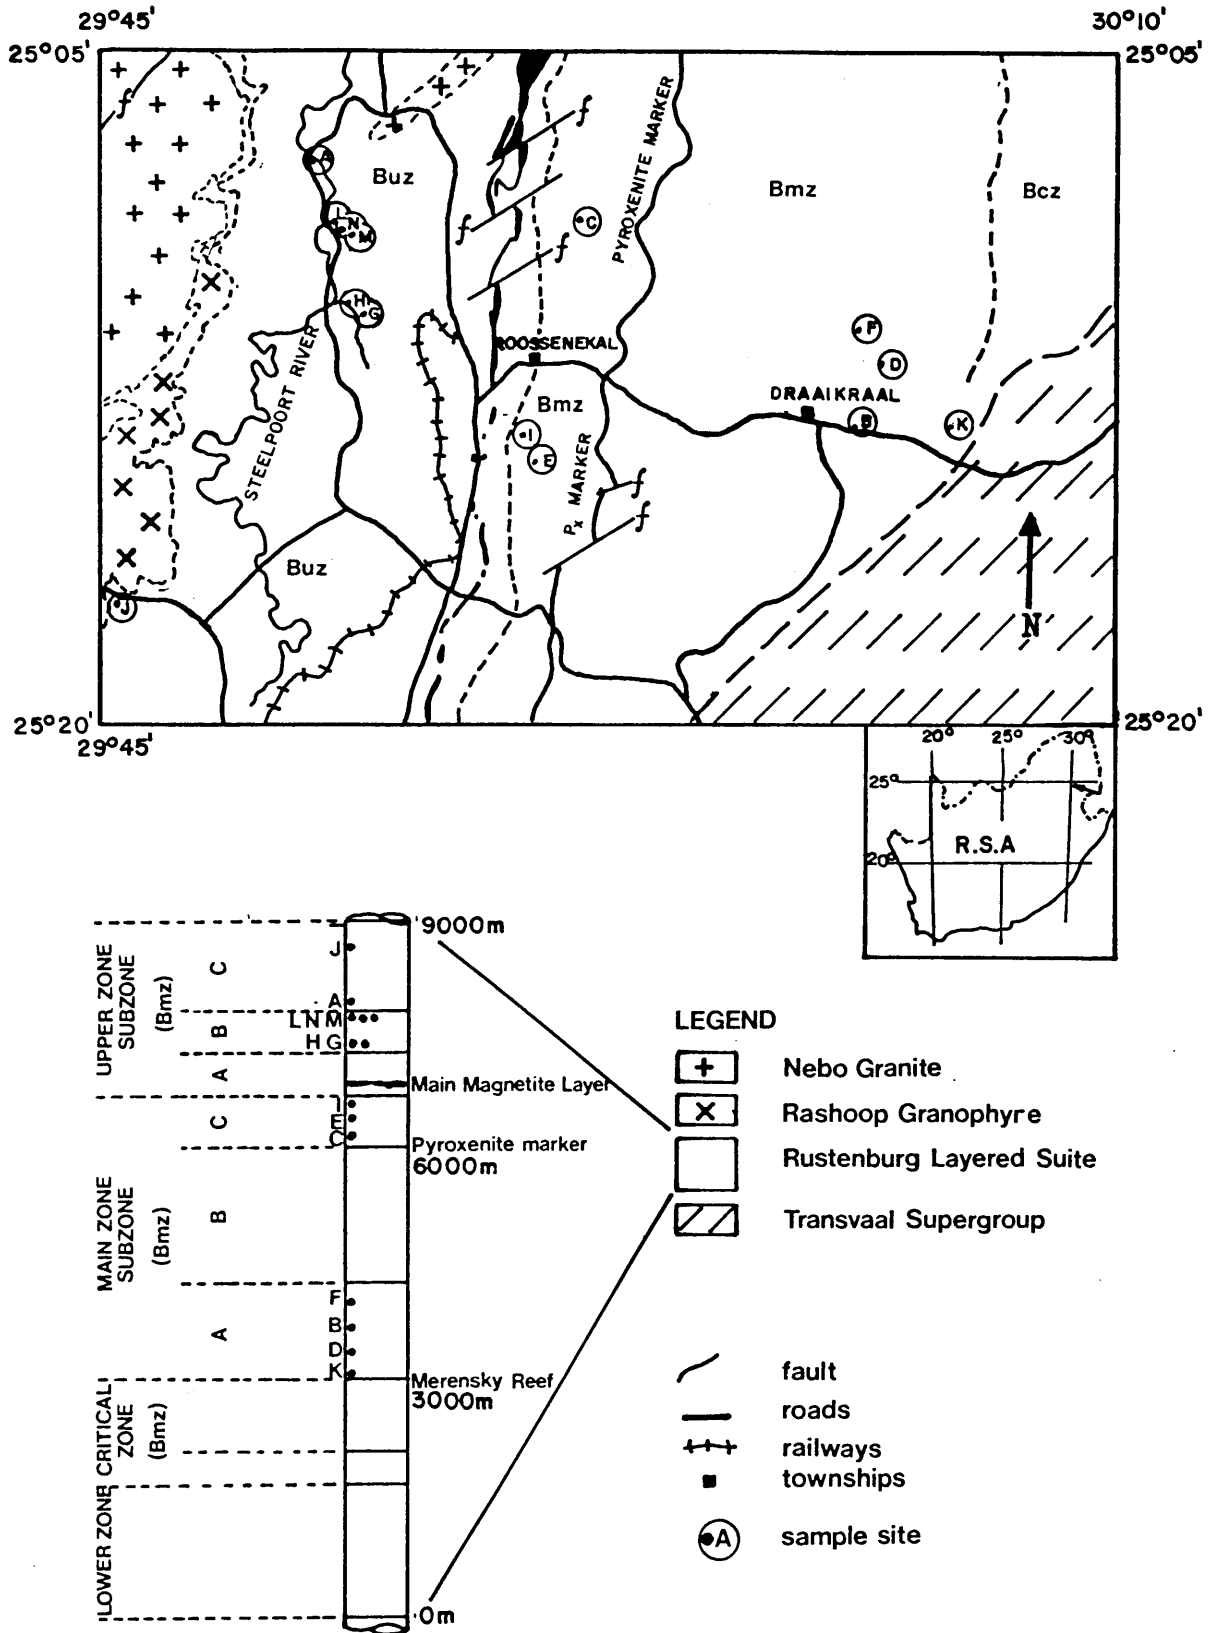 29°45' 30°10'
25°05' 25°05'
f
A
Buz
f
PYROXENITE MARKER
Bmz
Bcz
f
C
N
M
f
H
G
STEELPOORT RIVER
ROOSSENEKAL
F
D
DRAAIKRAAL
Bmz
B
K
I
E
Px MARKER
f
f
Buz
N
J
25°20' 25°20'
29°45'
20° 25° 30°
25°
R.S.A
20°
9000m
UPPER ZONE
SUBZONE
(Bmz)
C
J
A
B
L N M
H G
A
Main Magnetite Layer
MAIN ZONE
SUBZONE
(Bmz)
C
I
E
C
Pyroxenite marker
6000m
B
A
F
B
D
K
Merensky Reef
3000m
CRITICAL
ZONE
(Bmz)
LOWER ZONE
0m
LEGEND
+ Nebo Granite
X Rashoop Granophyre
Rustenburg Layered Suite
Transvaal Supergroup
fault
roads
railways
townships
A sample site